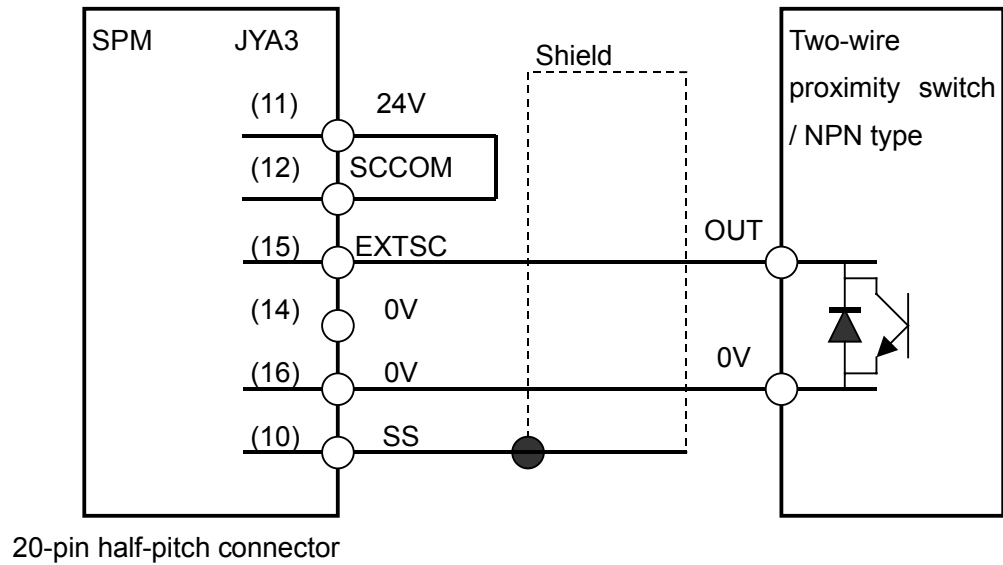 SPM JYA3
Shield
Two-wire
proximity switch
/ NPN type
(11) 24V
(12) SCCOM
(15) EXTSC
OUT
(14) 0V
(16) 0V
0V
(10) SS
20-pin half-pitch connector